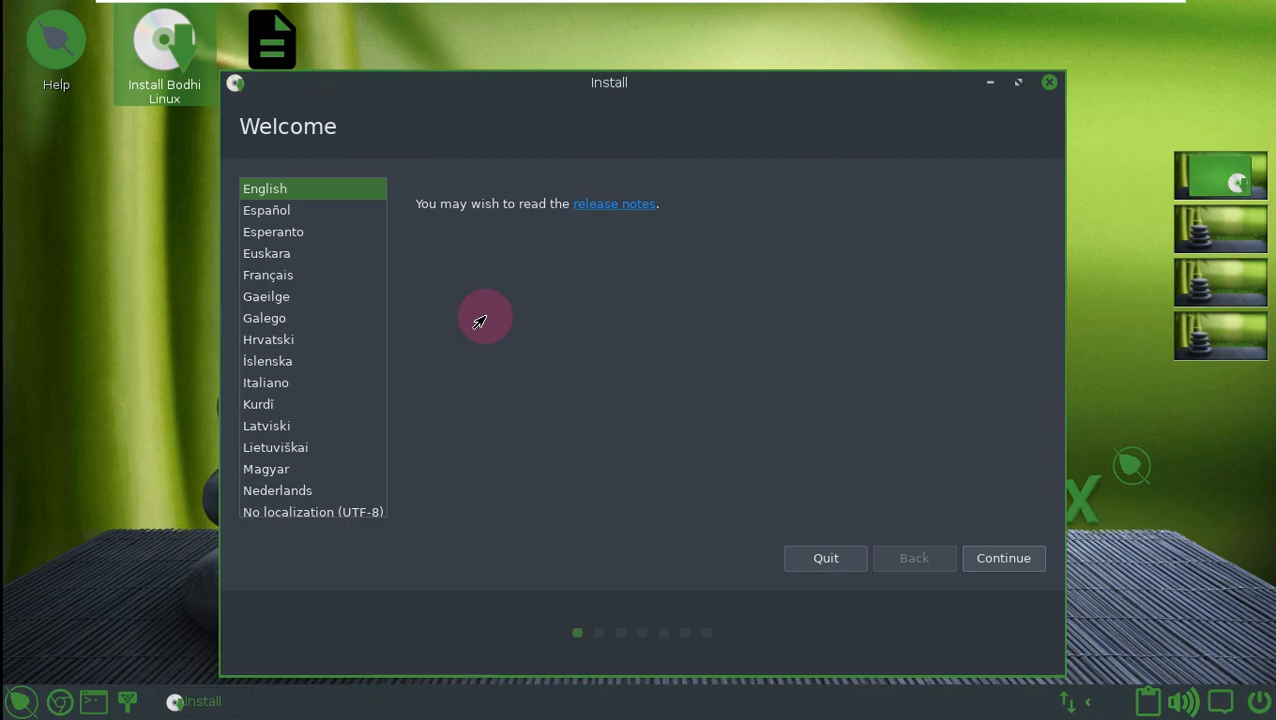 Help
Install Bodhi
Linux
Install
Welcome
English
Español
Esperanto
Euskara
Français
Gaeilge
Galego
Hrvatski
Íslenska
Italiano
Kurdî
Latviski
Lietuviškai
Magyar
Nederlands
No localization (UTF-8)
You may wish to read the release notes.
Quit
Back
Continue
X
Install